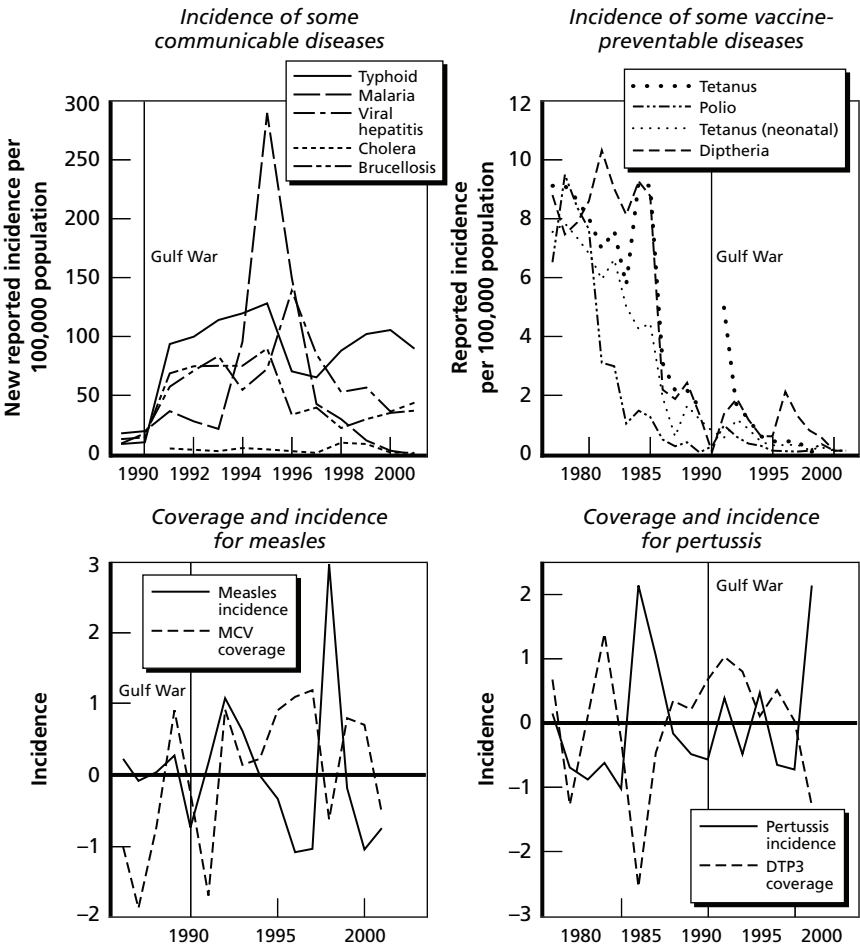 Incidence of some
communicable diseases
Typhoid
Malaria
Viral
hepatitis
Cholera
Brucellosis
New reported incidence per
100,000 population
300
250
200
150
100
50
0
Gulf War
1990 1992 1994 1996 1998 2000
Incidence of some vaccine-
preventable diseases
Tetanus
Polio
Tetanus (neonatal)
Diptheria
Reported incidence
per 100,000 population
12
10
8
6
4
2
0
Gulf War
1980 1985 1990 1995 2000
Coverage and incidence
for measles
Measles
incidence
MCV
coverage
Gulf War
Incidence
3
2
1
0
−1
−2
1990 1995 2000
Coverage and incidence
for pertussis
Gulf War
Incidence
2
1
0
−1
−2
−3
Pertussis
incidence
DTP3
coverage
1980 1985 1990 1995 2000